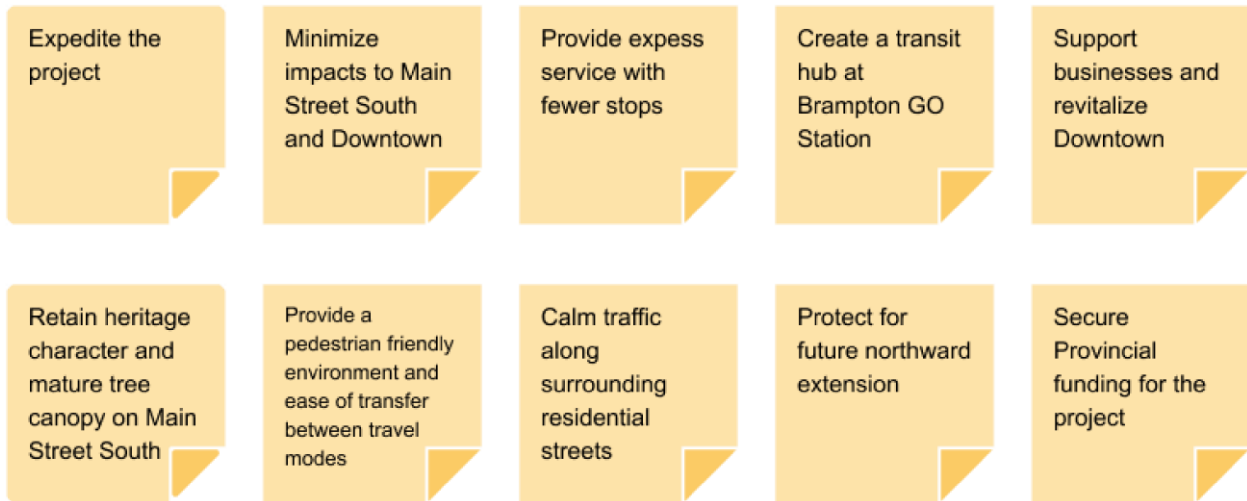 Expedite the
project
Minimize
impacts to Main
Street South
and Downtown
Provide expess
service with
fewer stops
Create a transit
hub at
Brampton GO
Station
Support
businesses and
revitalize
Downtown
Retain heritage
character and
mature tree
canopy on Main
Street South
Provide a
pedestrian friendly
environment and
ease of transfer
between travel
modes
Calm traffic
along
surrounding
residential
streets
Protect for
future northward
extension
Secure
Provincial
funding for the
project